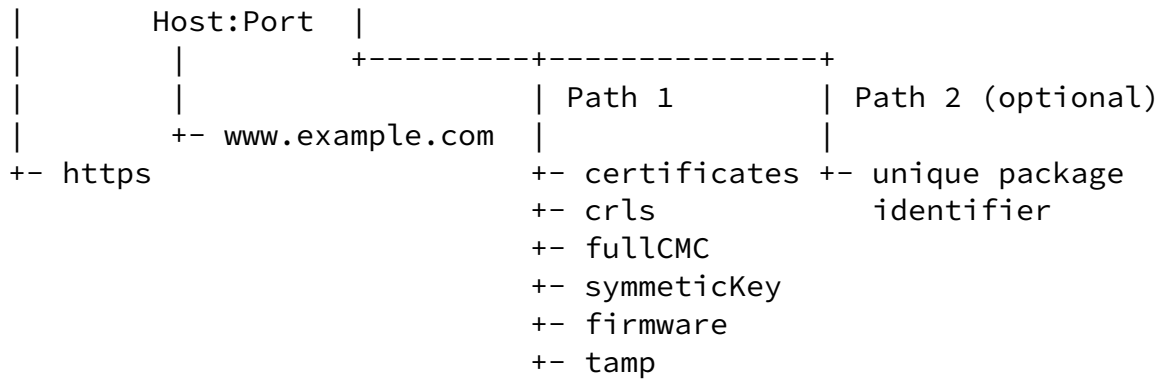 |       Host:Port  |
|         |        +---------+---------------+
|         |                  | Path 1        | Path 2 (optional)
|         +- www.example.com |               |
+- https                     +- certificates +- unique package
                             +- crls            identifier
                             +- fullCMC
                             +- symmeticKey
                             +- firmware
                             +- tamp